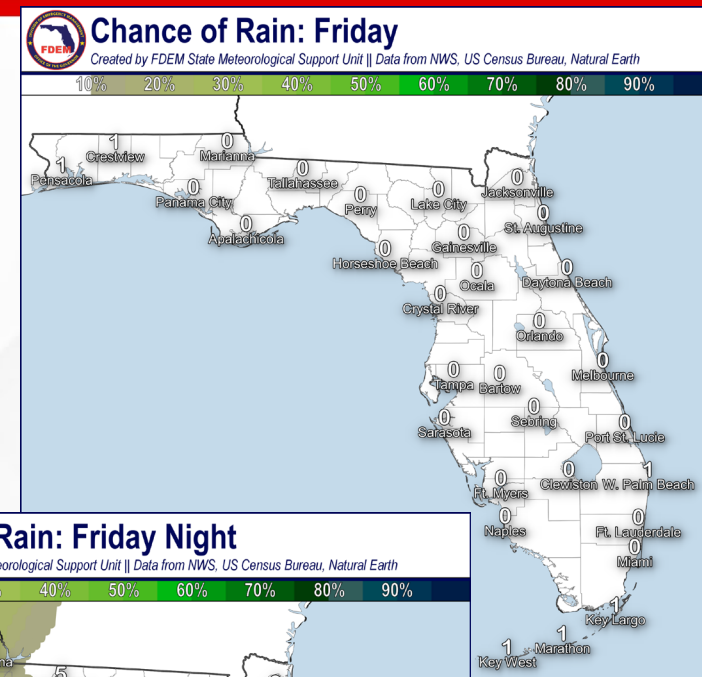 FDEM
Chance of Rain: Friday
Created by FDEM State Meteorological Support Unit || Data from NWS, US Census Bureau, Natural Earth
10% 20% 30% 40% 50% 60% 70% 80% 90%
1
Crestview
0
Marianna
1
Pensacola
0
Tallahassee
0
Panama City
0
Perry
0
Lake City
0
Jacksonville
0
Apalachicola
0
St. Augustine
0
Gainesville
0
Horseshoe Beach
0
Ocala
0
Daytona Beach
0
Crystal River
0
Orlando
0
Melbourne
0
Tampa
0
Bartow
0
Sebring
0
Sarasota
0
Port St. Lucie
0
Ft. Myers
0
Clewiston
1
W. Palm Beach
0
Naples
0
Ft. Lauderdale
0
Miami
1
Key Largo
1
Marathon
1
Key West
Rain: Friday Night
eorological Support Unit || Data from NWS, US Census Bureau, Natural Earth
40% 50% 60% 70% 80% 90%
na
5